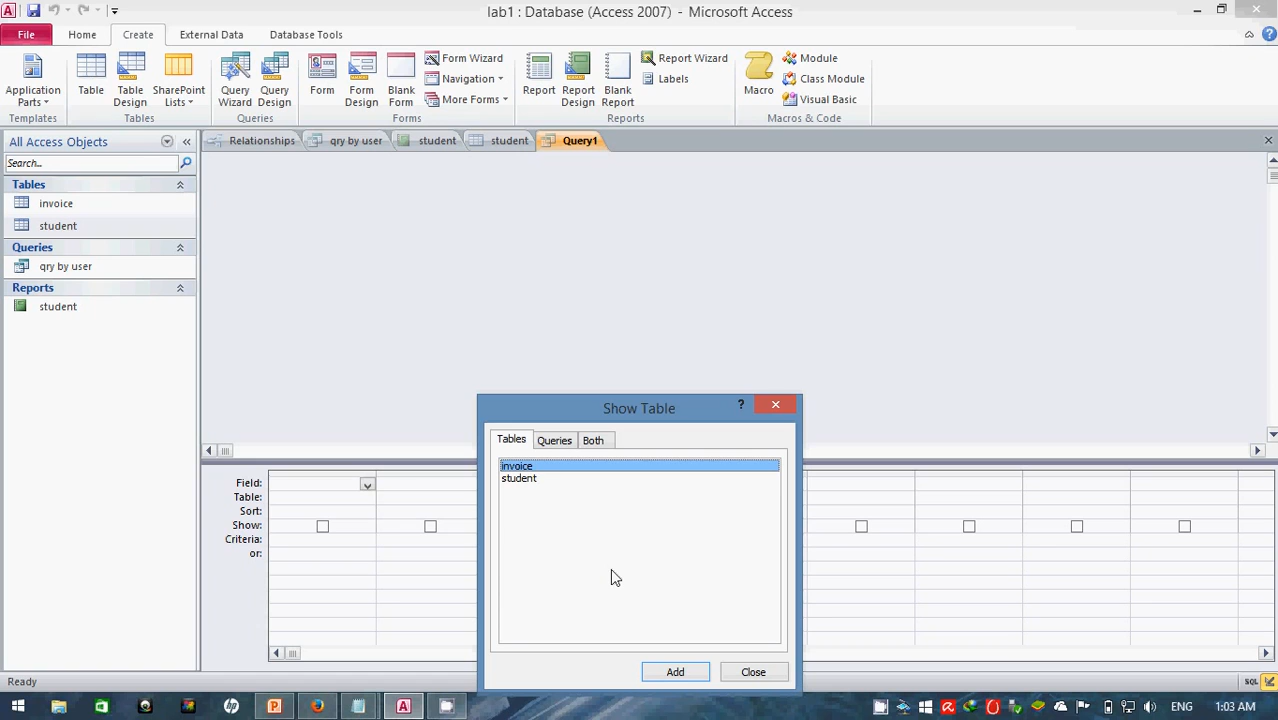 lab1 : Database (Access 2007) - Microsoft Access
File Home Create External Data Database Tools
Application Parts
Table
Table Design
SharePoint Lists
Query Wizard
Query Design
Form
Form Design
Blank Form
Form Wizard
Navigation
More Forms
Report
Report Design
Blank Report
Report Wizard
Labels
Macro
Module
Class Module
Visual Basic
Templates Tables Queries Forms Reports Macros & Code
All Access Objects
Relationships qry by user student student Query1
Search...
Tables
invoice
student
Queries
qry by user
Reports
student
Show Table
?
Tables Queries Both
invoice
student
Add Close
Field:
Table:
Sort:
Show:
Criteria:
or:
Ready
SQL
ENG 1:03 AM